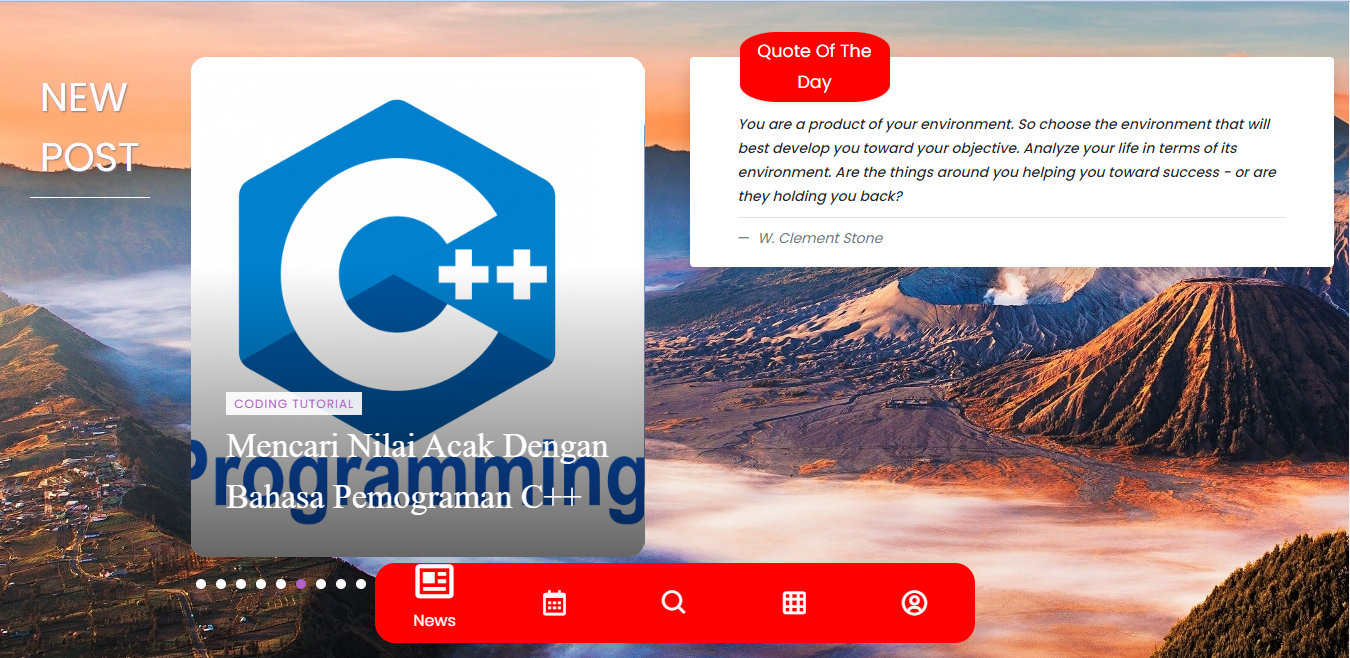 NEW
POST
C++
Programming
CODING TUTORIAL
Mencari Nilai Acak Dengan
Bahasa Pemograman C++
Quote Of The
Day
You are a product of your environment. So choose the environment that will
best develop you toward your objective. Analyze your life in terms of its
environment. Are the things around you helping you toward success - or are
they holding you back?
— W. Clement Stone
News